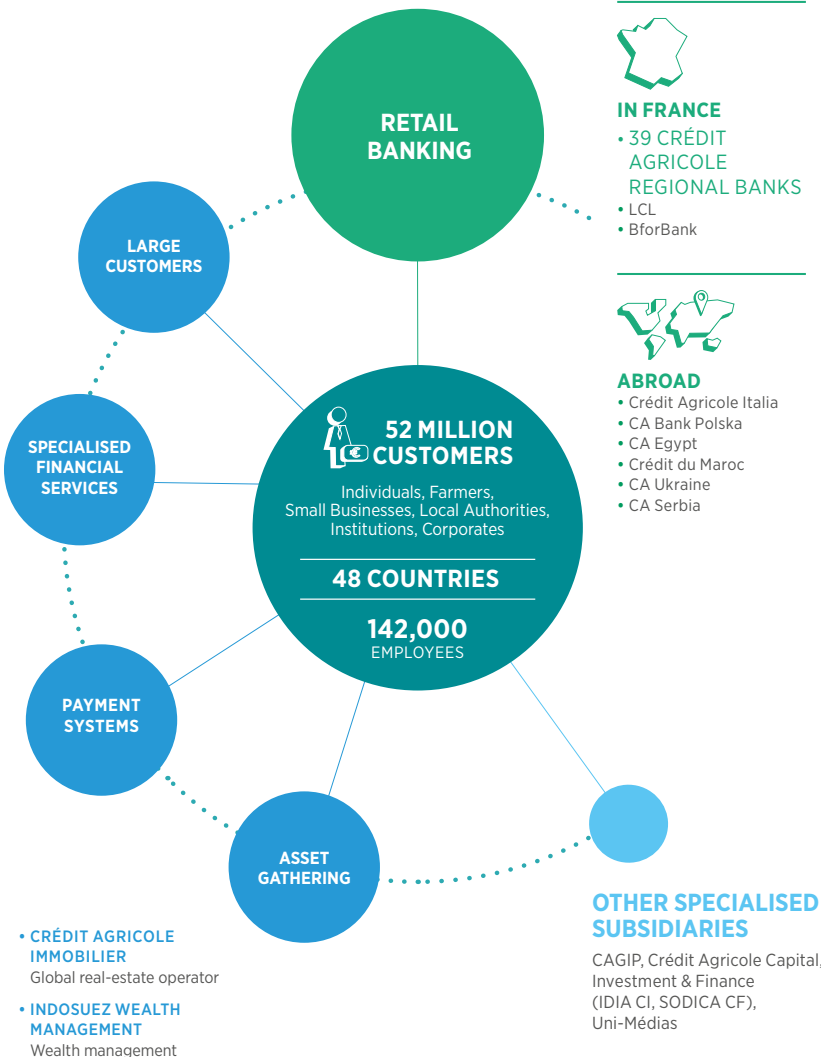 RETAIL
BANKING
IN FRANCE
• 39 CRÉDIT
AGRICOLE
REGIONAL BANKS
• LCL
• BforBank
LARGE
CUSTOMERS
ABROAD
• Crédit Agricole Italia
• CA Bank Polska
• CA Egypt
• Crédit du Maroc
• CA Ukraine
• CA Serbia
SPECIALISED
FINANCIAL
SERVICES
€
52 MILLION
CUSTOMERS
Individuals, Farmers,
Small Businesses, Local Authorities,
Institutions, Corporates
48 COUNTRIES
142,000
EMPLOYEES
PAYMENT
SYSTEMS
ASSET
GATHERING
• CRÉDIT AGRICOLE
IMMOBILIER
Global real-estate operator
• INDOSUEZ WEALTH
MANAGEMENT
Wealth management
OTHER SPECIALISED
SUBSIDIARIES
CAGIP, Crédit Agricole Capital,
Investment & Finance
(IDIA CI, SODICA CF),
Uni-Médias